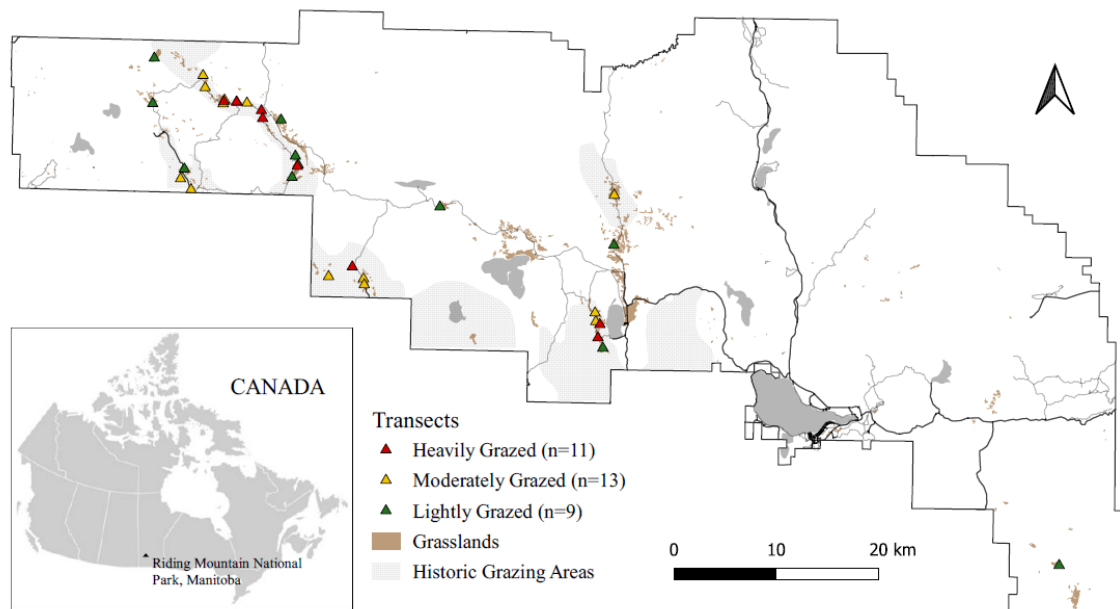 CANADA
Riding Mountain National
Park, Manitoba
Transects
Heavily Grazed (n=11)
Moderately Grazed (n=13)
Lightly Grazed (n=9)
Grasslands
Historic Grazing Areas
0 10 20 km